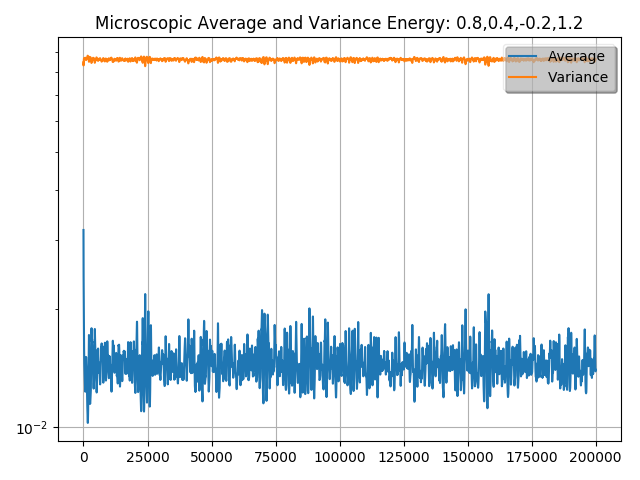 Microscopic Average and Variance Energy: 0.8,0.4,-0.2,1.2
Average
Variance
10^{-2}
0 25000 50000 75000 100000 125000 150000 175000 200000